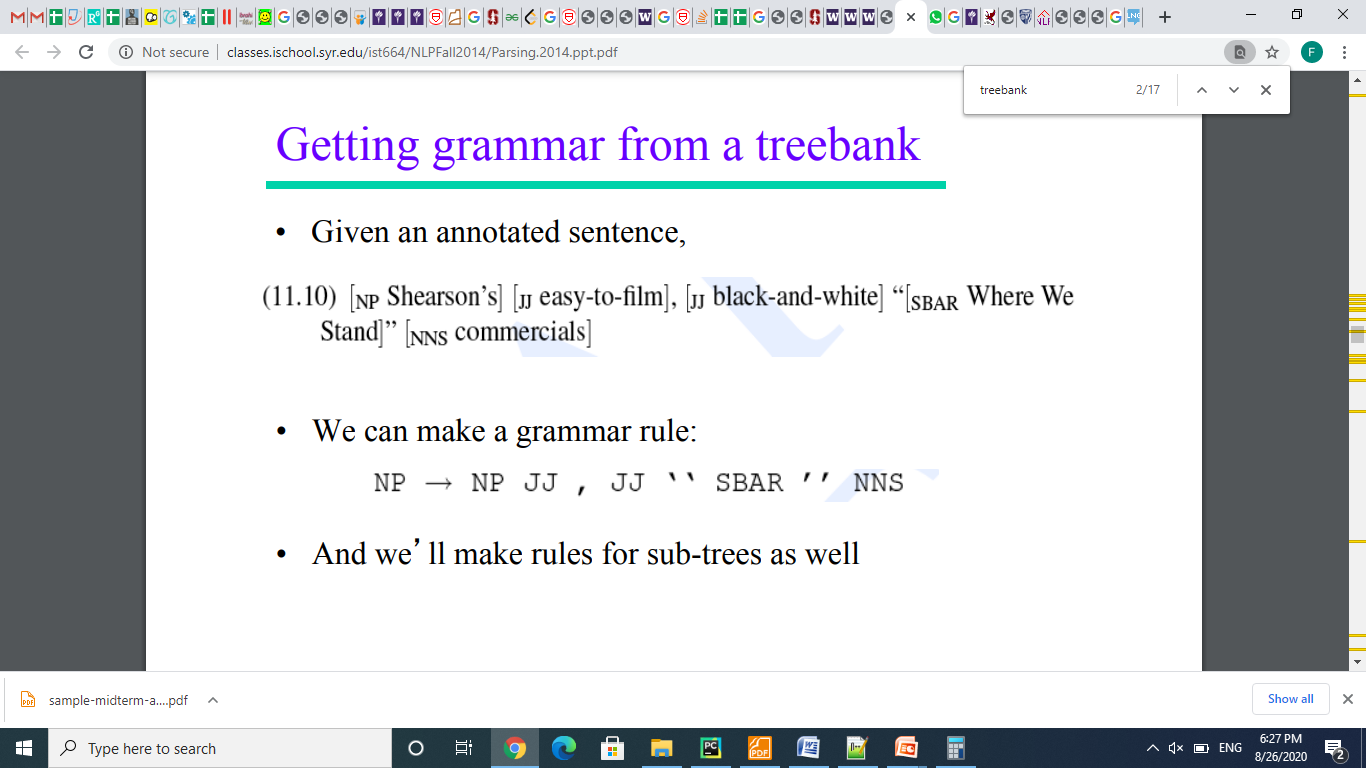 Not secure
classes.ischool.syr.edu/ist664/NLPFall2014/Parsing.2014.ppt.pdf
F
treebank 2/17
Getting grammar from a treebank
• Given an annotated sentence,
(11.10) [NP Shearson’s] [JJ easy-to-film], [JJ black-and-white] “[SBAR Where We
Stand]” [NNS commercials]
• We can make a grammar rule:
NP → NP JJ , JJ ‘‘ SBAR ’’ NNS
• And we’ll make rules for sub-trees as well
sample-midterm-a....pdf
Show all
Type here to search
ENG
6:27 PM
8/26/2020
2